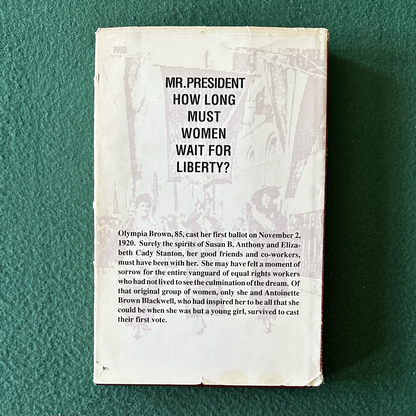 MR.PRESIDENT
HOW LONG
MUST
WOMEN
WAIT FOR
LIBERTY?
Olympia Brown, 85, cast her first ballot on November 2,
1920. Surely the spirits of Susan B. Anthony and Eliza-
beth Cady Stanton, her good friends and co-workers,
must have been with her. She may have felt a moment of
sorrow for the entire vanguard of equal rights workers
who had not lived to see the culmination of the dream. Of
that original group of women, only she and Antoinette
Brown Blackwell, who had inspired her to be all that she
could be when she was but a young girl, survived to cast
their first vote.